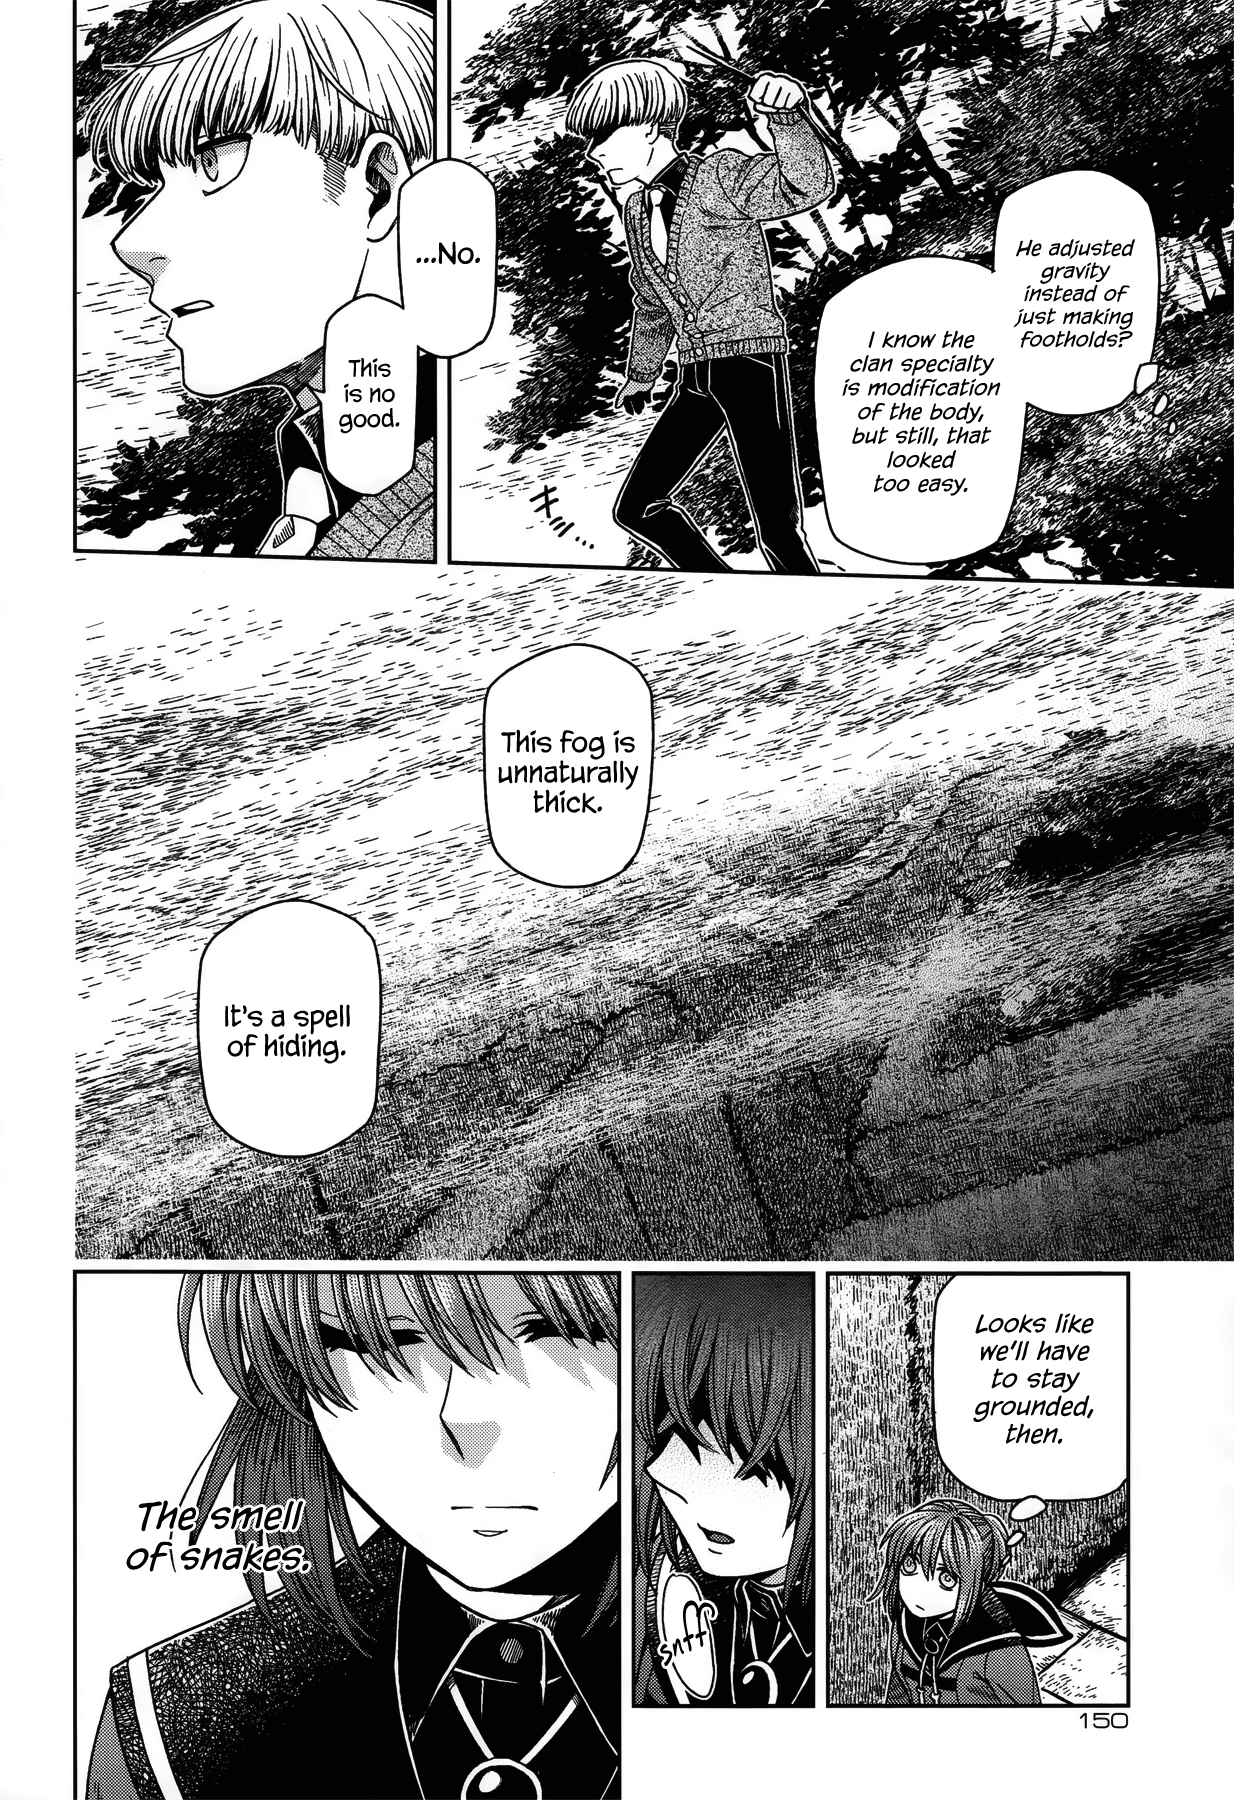 He adjusted
gravity
instead of
just making
footholds?
I know the
clan specialty
is modification
of the body,
but still, that
looked
too easy.
キ!!...
...No.
This
is no
good.
This fog is
unnaturally
thick.
It's a spell
of hiding.
Looks like
we'll have
to stay
grounded,
then.
snff
The smell
of snakes.
150